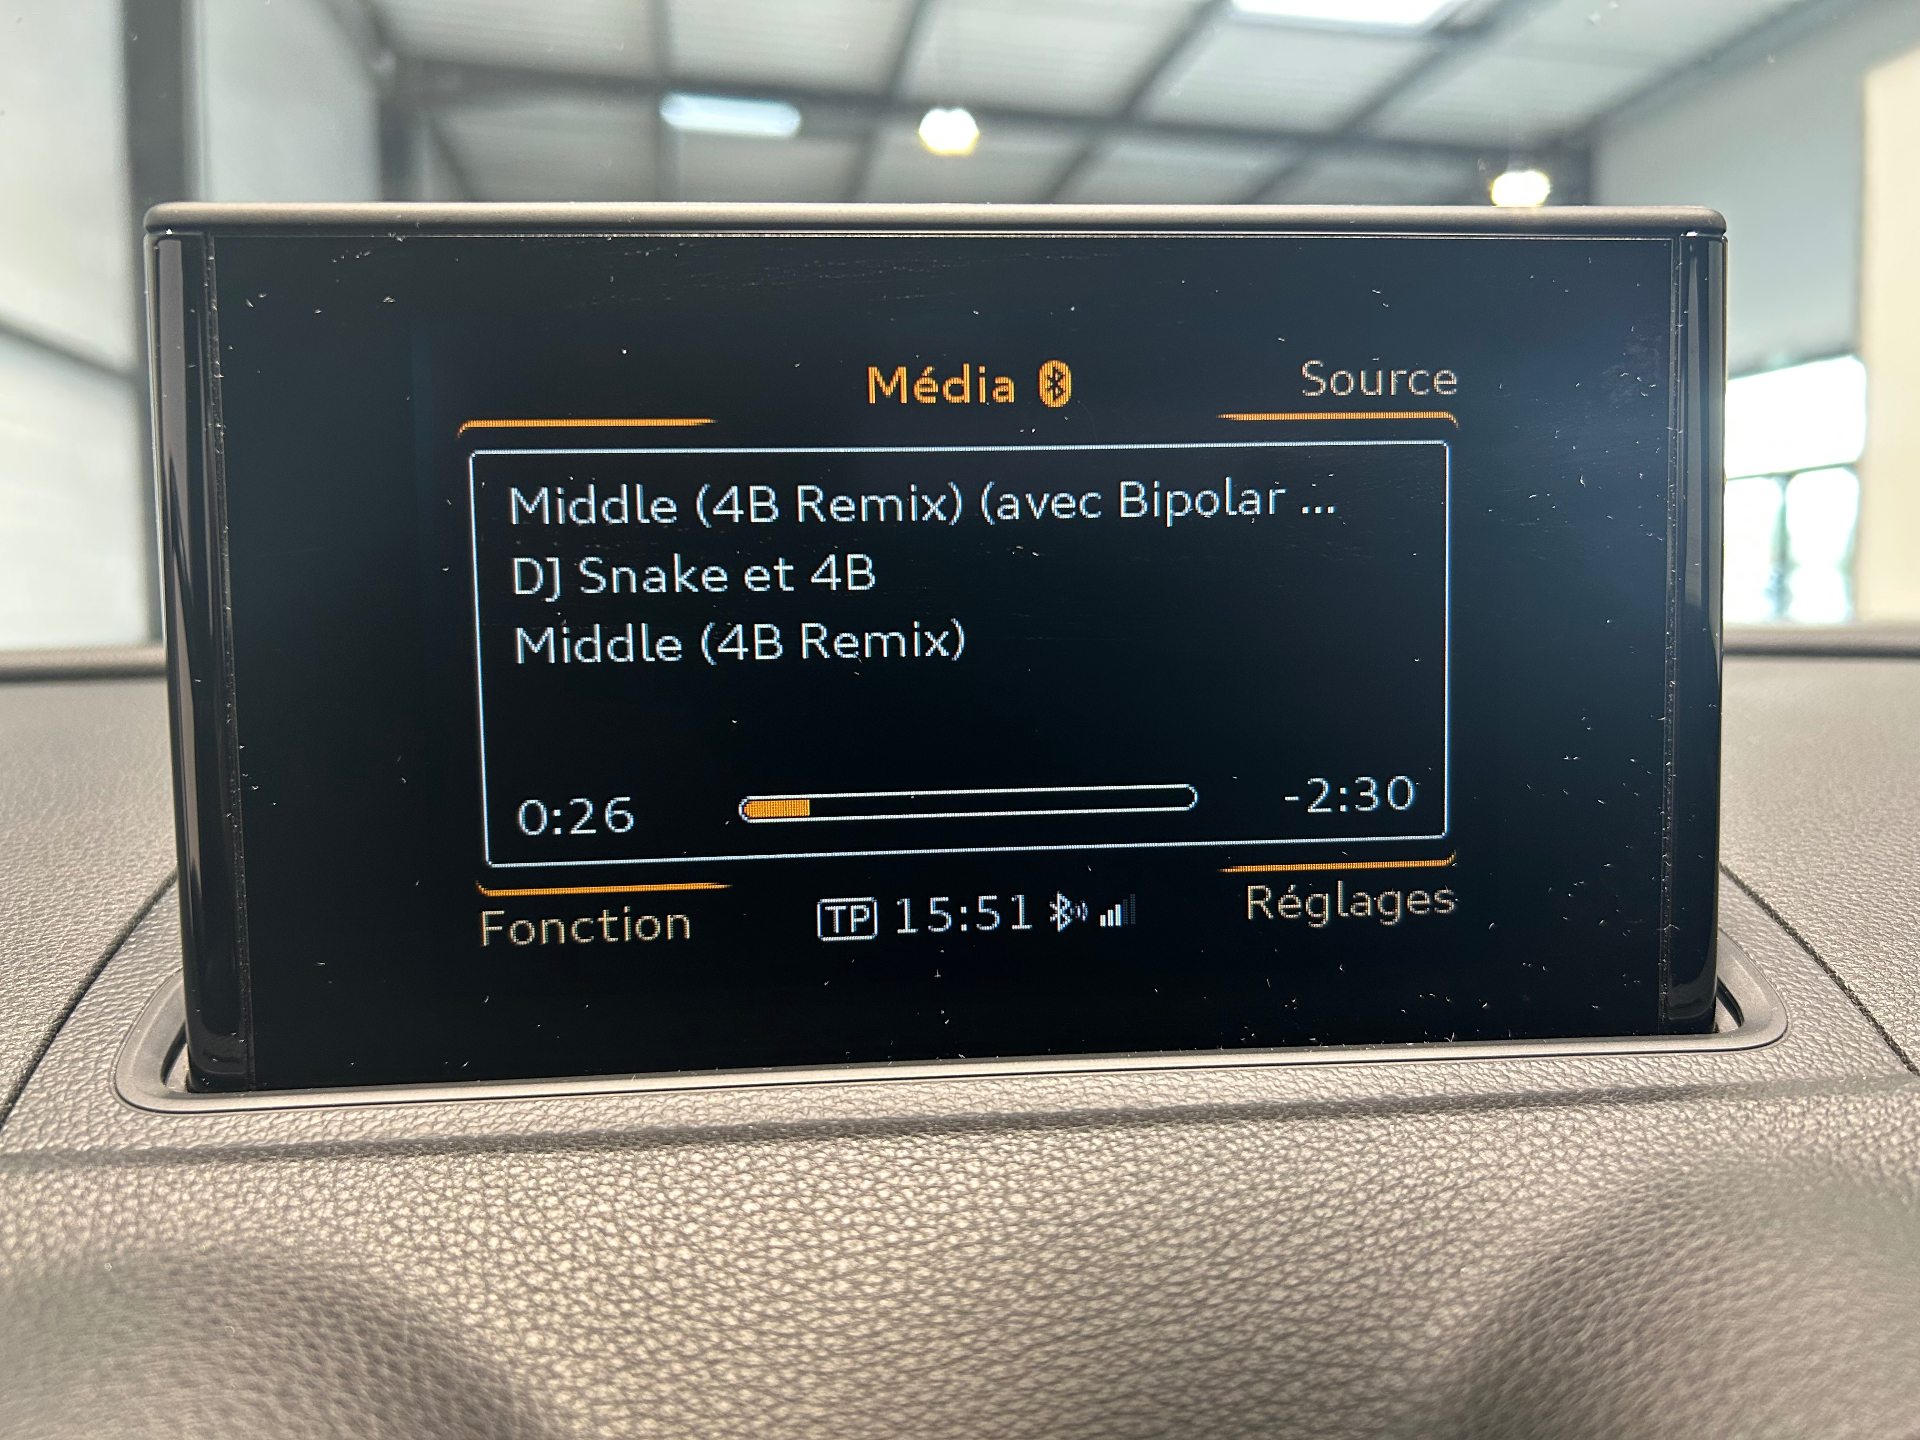 Média
Source
Middle (4B Remix) (avec Bipolar ...
DJ Snake et 4B
Middle (4B Remix)
0:26
-2:30
Fonction
TP 15:51
Réglages